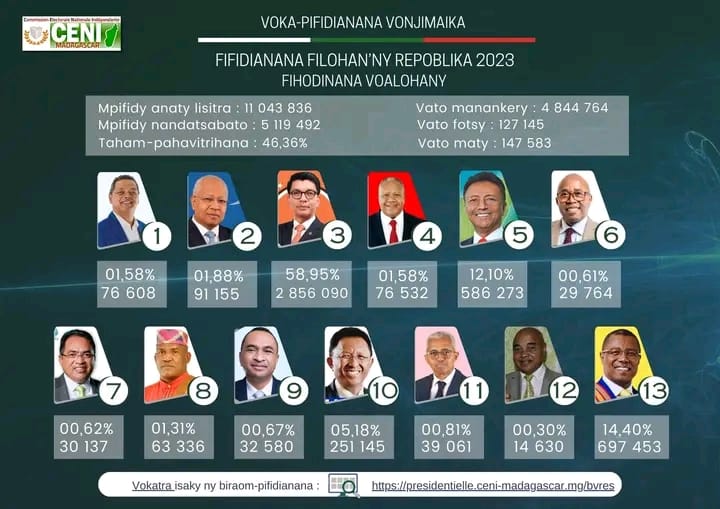 Commission Electorale Nationale Indépendante
CENI
MADAGASCAR
VOKA-PIFIDIANANA VONJIMAIKA
FIFIDIANANA FILOHAN'NY REPOBLIKA 2023
FIHODINANA VOALOHANY
Mpifidy anaty lisitra : 11 043 836
Mpifidy nandatsabato : 5 119 492
Taham-pahavitrihana : 46,36%
Vato manankery : 4 844 764
Vato fotsy : 127 145
Vato maty : 147 583
1 2 3 4 5 6
01,58% 01,88% 58,95% 01,58% 12,10% 00,61%
76 608 91 155 2 856 090 76 532 586 273 29 764
7 8 9 10 11 12 13
00,62% 01,31% 00,67% 05,18% 00,81% 00,30% 14,40%
30 137 63 336 32 580 251 145 39 061 14 630 697 453
Vokatra isaky ny biraom-pifidianana : https://presidentielle.ceni-madagascar.mg/bvres